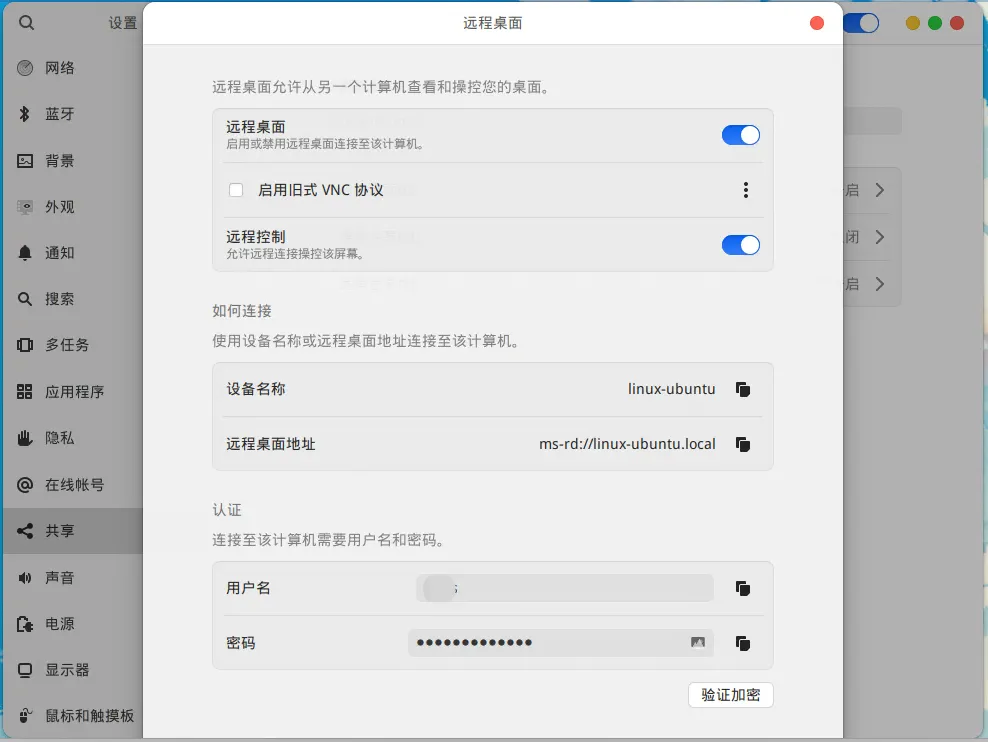 设置
远程桌面
网络
蓝牙
背景
外观
通知
搜索
多任务
应用程序
隐私
在线帐号
共享
声音
电源
显示器
鼠标和触摸板
远程桌面允许从另一个计算机查看和操控您的桌面。
远程桌面
启用或禁用远程桌面连接至该计算机。
启用旧式 VNC 协议
远程控制
允许远程连接操控该屏幕。
如何连接
使用设备名称或远程桌面地址连接至该计算机。
设备名称 linux-ubuntu
远程桌面地址 ms-rd://linux-ubuntu.local
认证
连接至该计算机需要用户名和密码。
用户名
密码 •••••••••••••
验证加密
启
闭
启